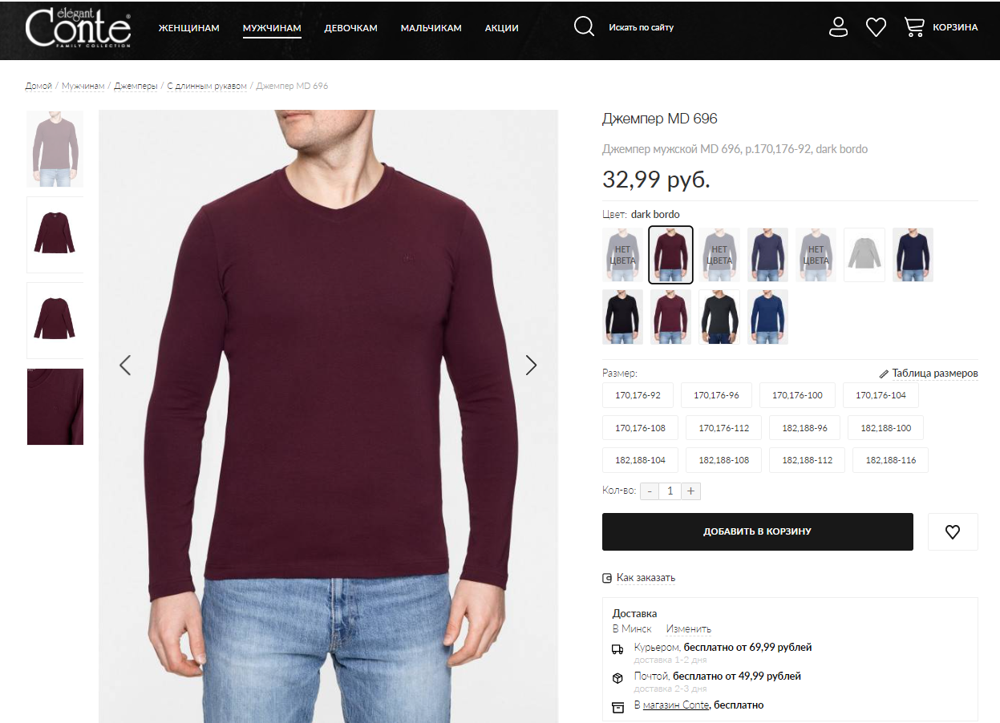 élégant
Conte®
FAMILY COLLECTION
ЖЕНЩИНАМ
МУЖЧИНАМ
ДЕВОЧКАМ
МАЛЬЧИКАМ
АКЦИИ
Искать по сайту
КОРЗИНА
Домой / Мужчинам / Джемперы / С длинным рукавом / Джемпер MD 696
Джемпер MD 696
Джемпер мужской MD 696, р.170,176-92, dark bordo
32,99 руб.
Цвет: dark bordo
НЕТ ЦВЕТА
НЕТ ЦВЕТА
НЕТ ЦВЕТА
Размер:
Таблица размеров
170,176-92 170,176-96 170,176-100 170,176-104
170,176-108 170,176-112 182,188-96 182,188-100
182,188-104 182,188-108 182,188-112 182,188-116
Кол-во: - 1 +
ДОБАВИТЬ В КОРЗИНУ
Как заказать
Доставка
В Минск Изменить
Курьером, бесплатно от 69,99 рублей
доставка 1-2 дня
Почтой, бесплатно от 49,99 рублей
доставка 2-3 дня
В магазин Conte, бесплатно